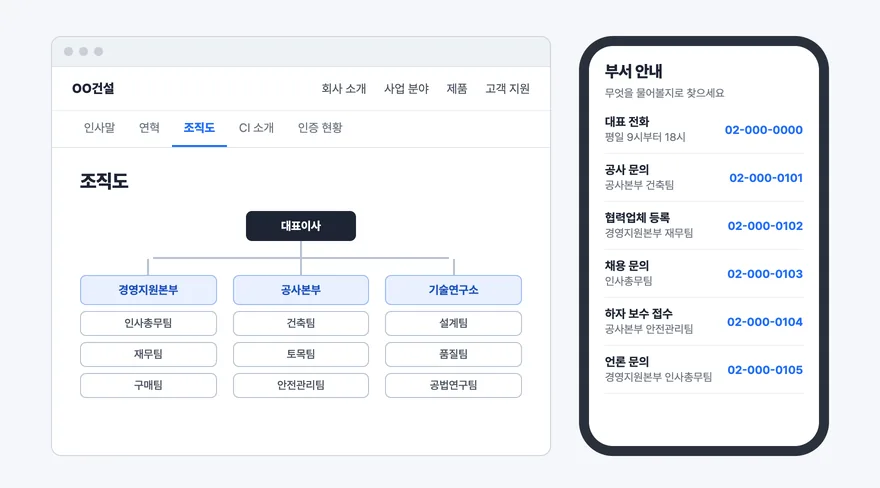 OO건설
회사 소개 사업 분야 제품 고객 지원
인사말 연혁 조직도 CI 소개 인증 현황
조직도
대표이사
경영지원본부 공사본부 기술연구소
인사총무팀 건축팀 설계팀
재무팀 토목팀 품질팀
구매팀 안전관리팀 공법연구팀
부서 안내
무엇을 물어볼지로 찾으세요
대표 전화
평일 9시부터 18시
02-000-0000
공사 문의
공사본부 건축팀
02-000-0101
협력업체 등록
경영지원본부 재무팀
02-000-0102
채용 문의
인사총무팀
02-000-0103
하자 보수 접수
공사본부 안전관리팀
02-000-0104
언론 문의
경영지원본부 인사총무팀
02-000-0105